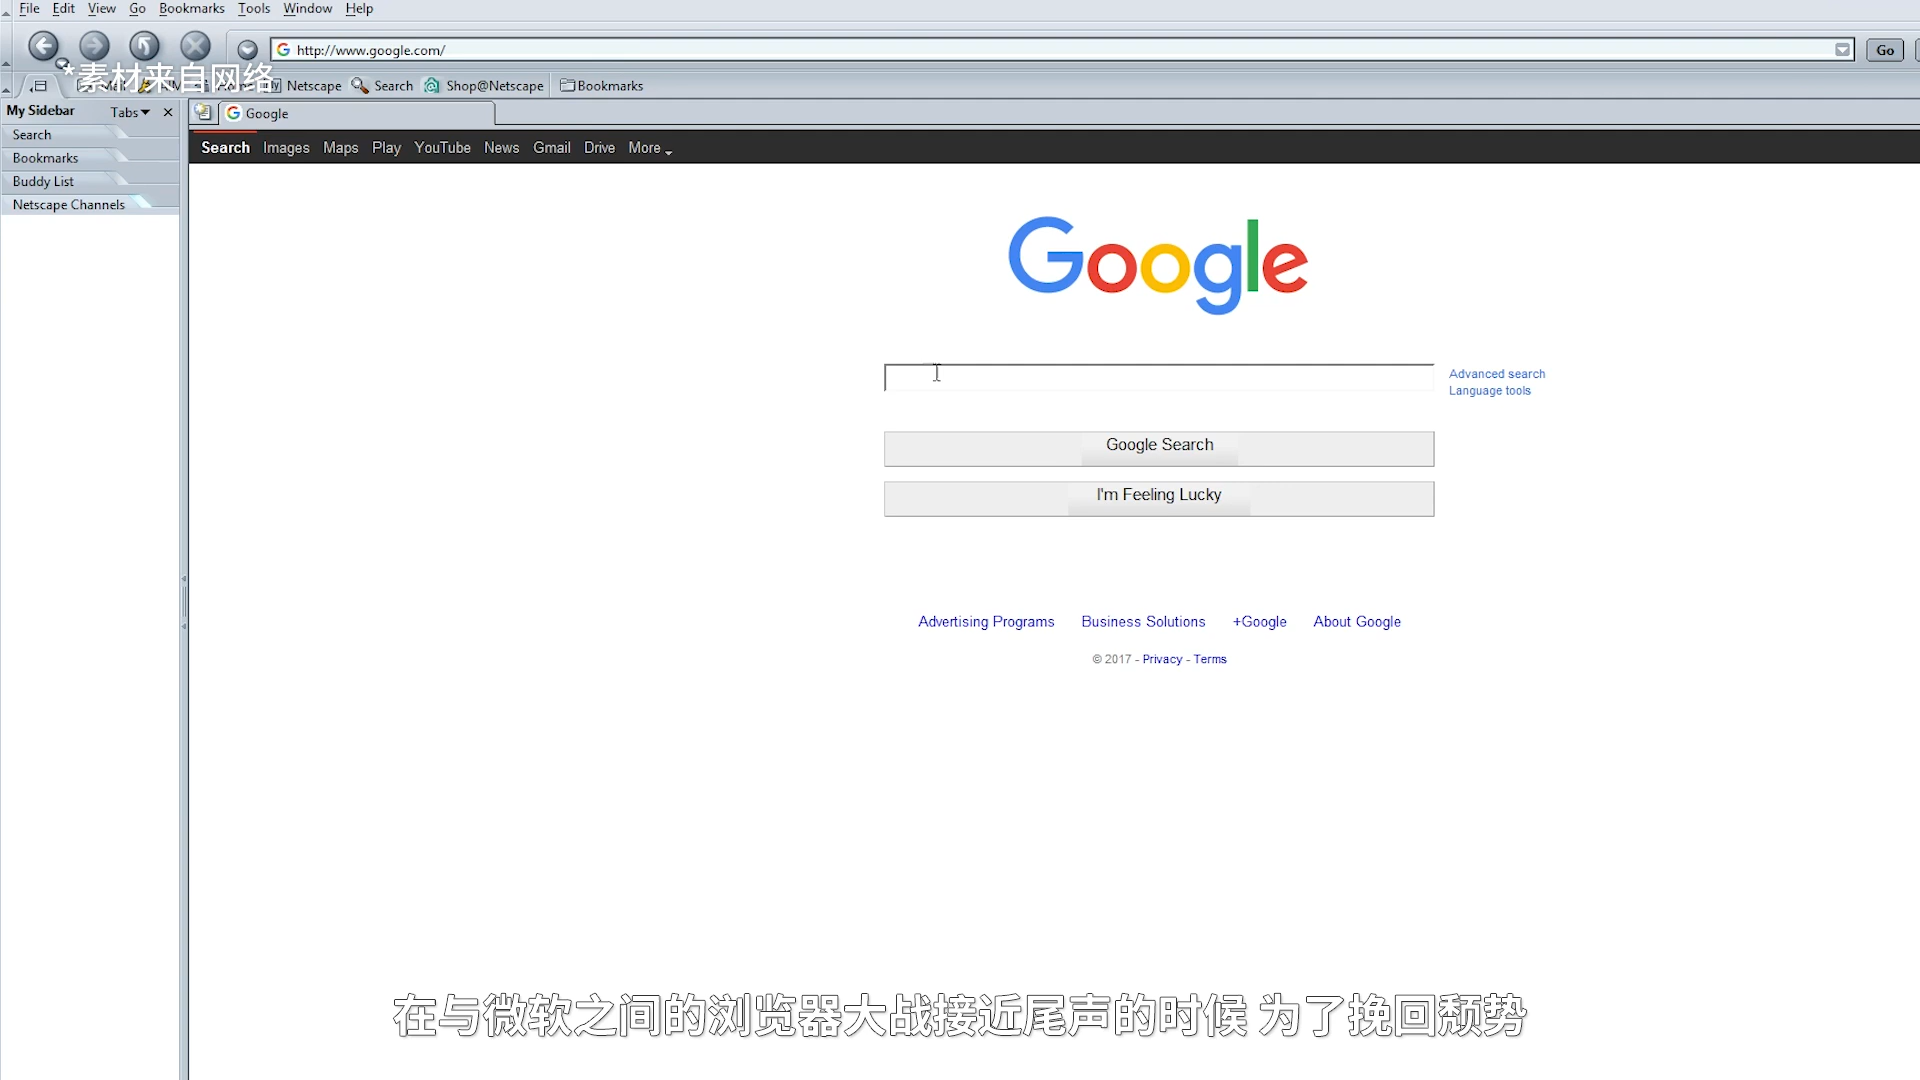 File Edit View Go Bookmarks Tools Window Help
http://www.google.com/ Go
*素材来自网络 Netscape Search Shop@Netscape Bookmarks
My Sidebar Tabs
Google
Search
Bookmarks
Buddy List
Netscape Channels
Search Images Maps Play YouTube News Gmail Drive More
Google
Advanced search
Language tools
Google Search
I'm Feeling Lucky
Advertising Programs Business Solutions +Google About Google
© 2017 - Privacy - Terms
在与微软之间的浏览器大战接近尾声的时候 为了挽回颓势